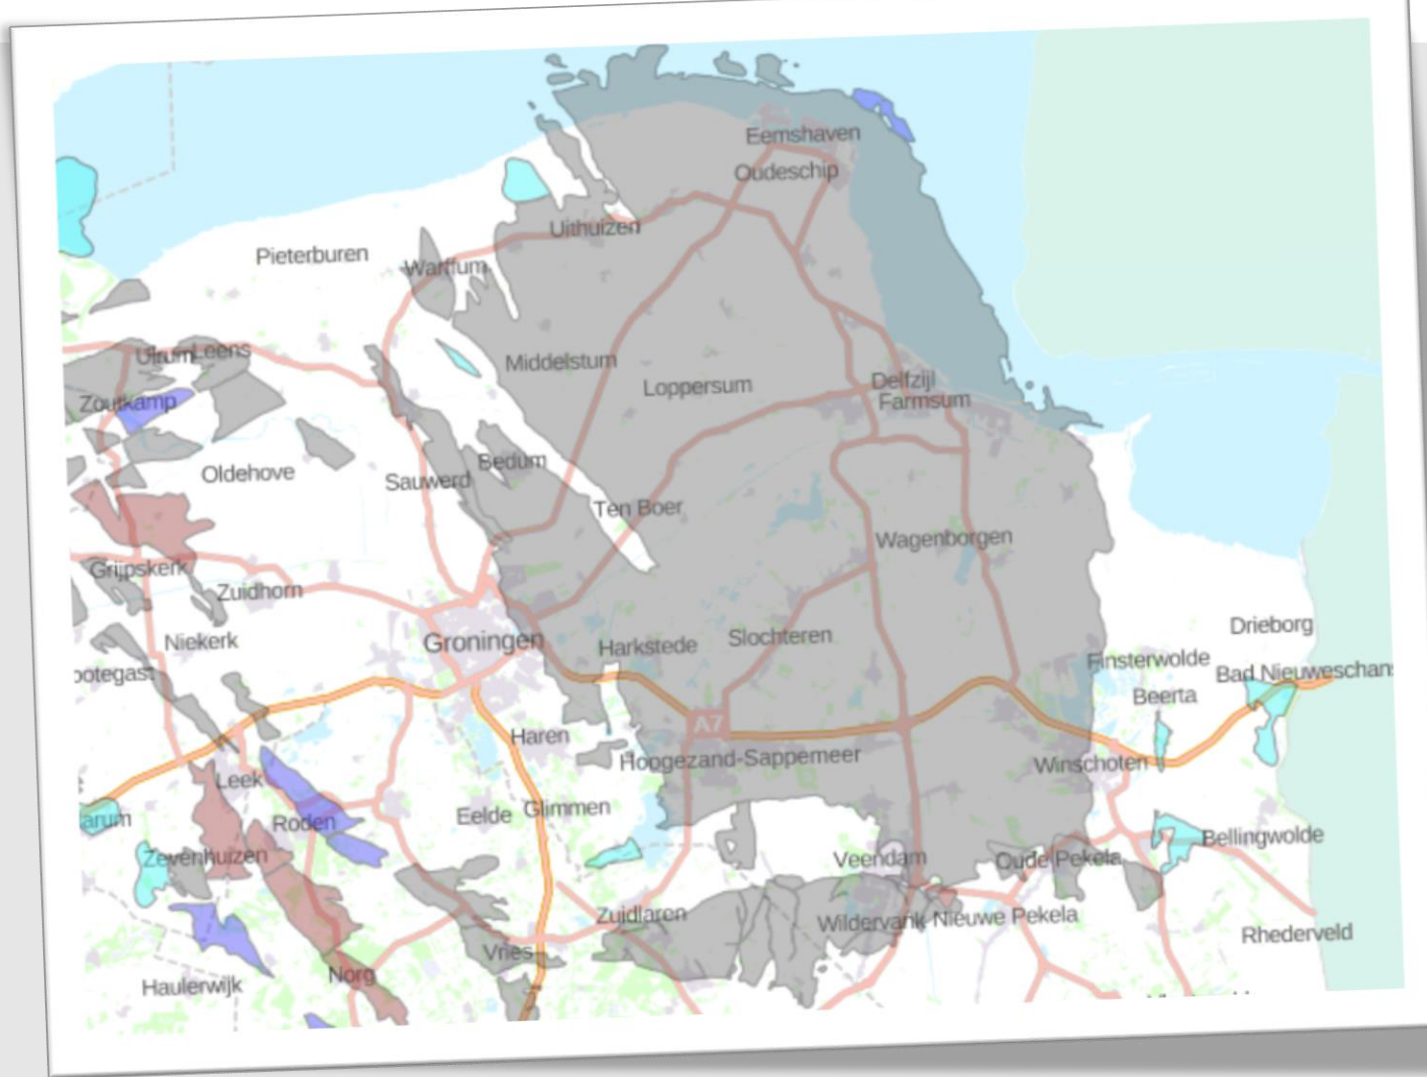 Eemshaven
Oudeschip
Uithuizen
Pieterburen
Warffum
Ulrum
Leens
Middelstum
Loppersum
Delfzijl
Farmsum
Zoutkamp
Oldehove
Bedum
Sauwerd
Ten Boer
Wagenborgen
Grijpskerk
Zuidhorn
Niekerk
Groningen
Harkstede
Slochteren
Drieborg
Finsterwolde
Bad Nieuweschans
Beerta
ootegast
A7
Haren
Hoogezand-Sappemeer
Winschoten
Leek
Eelde
Glimmen
arum
Roden
Bellingwolde
Zevenhuizen
Veendam
Oude Pekela
Zuidlaren
Wildervank
Nieuwe Pekela
Rhederveld
Vries
Norg
Haulerwijk